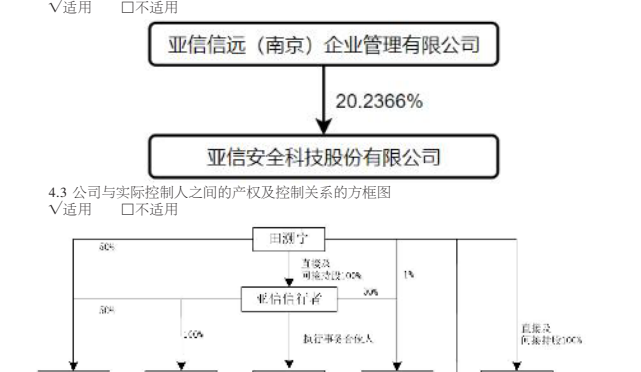 √适用 □不适用
亚信信远（南京）企业管理有限公司
20.2366%
亚信安全科技股份有限公司
4.3 公司与实际控制人之间的产权及控制关系的方框图
√适用 □不适用
田溯宁
50%
直接及
间接持股100%
1%
亚信信行者
50%
50%
100%
执行事务合伙人
直接及
间接持股100%